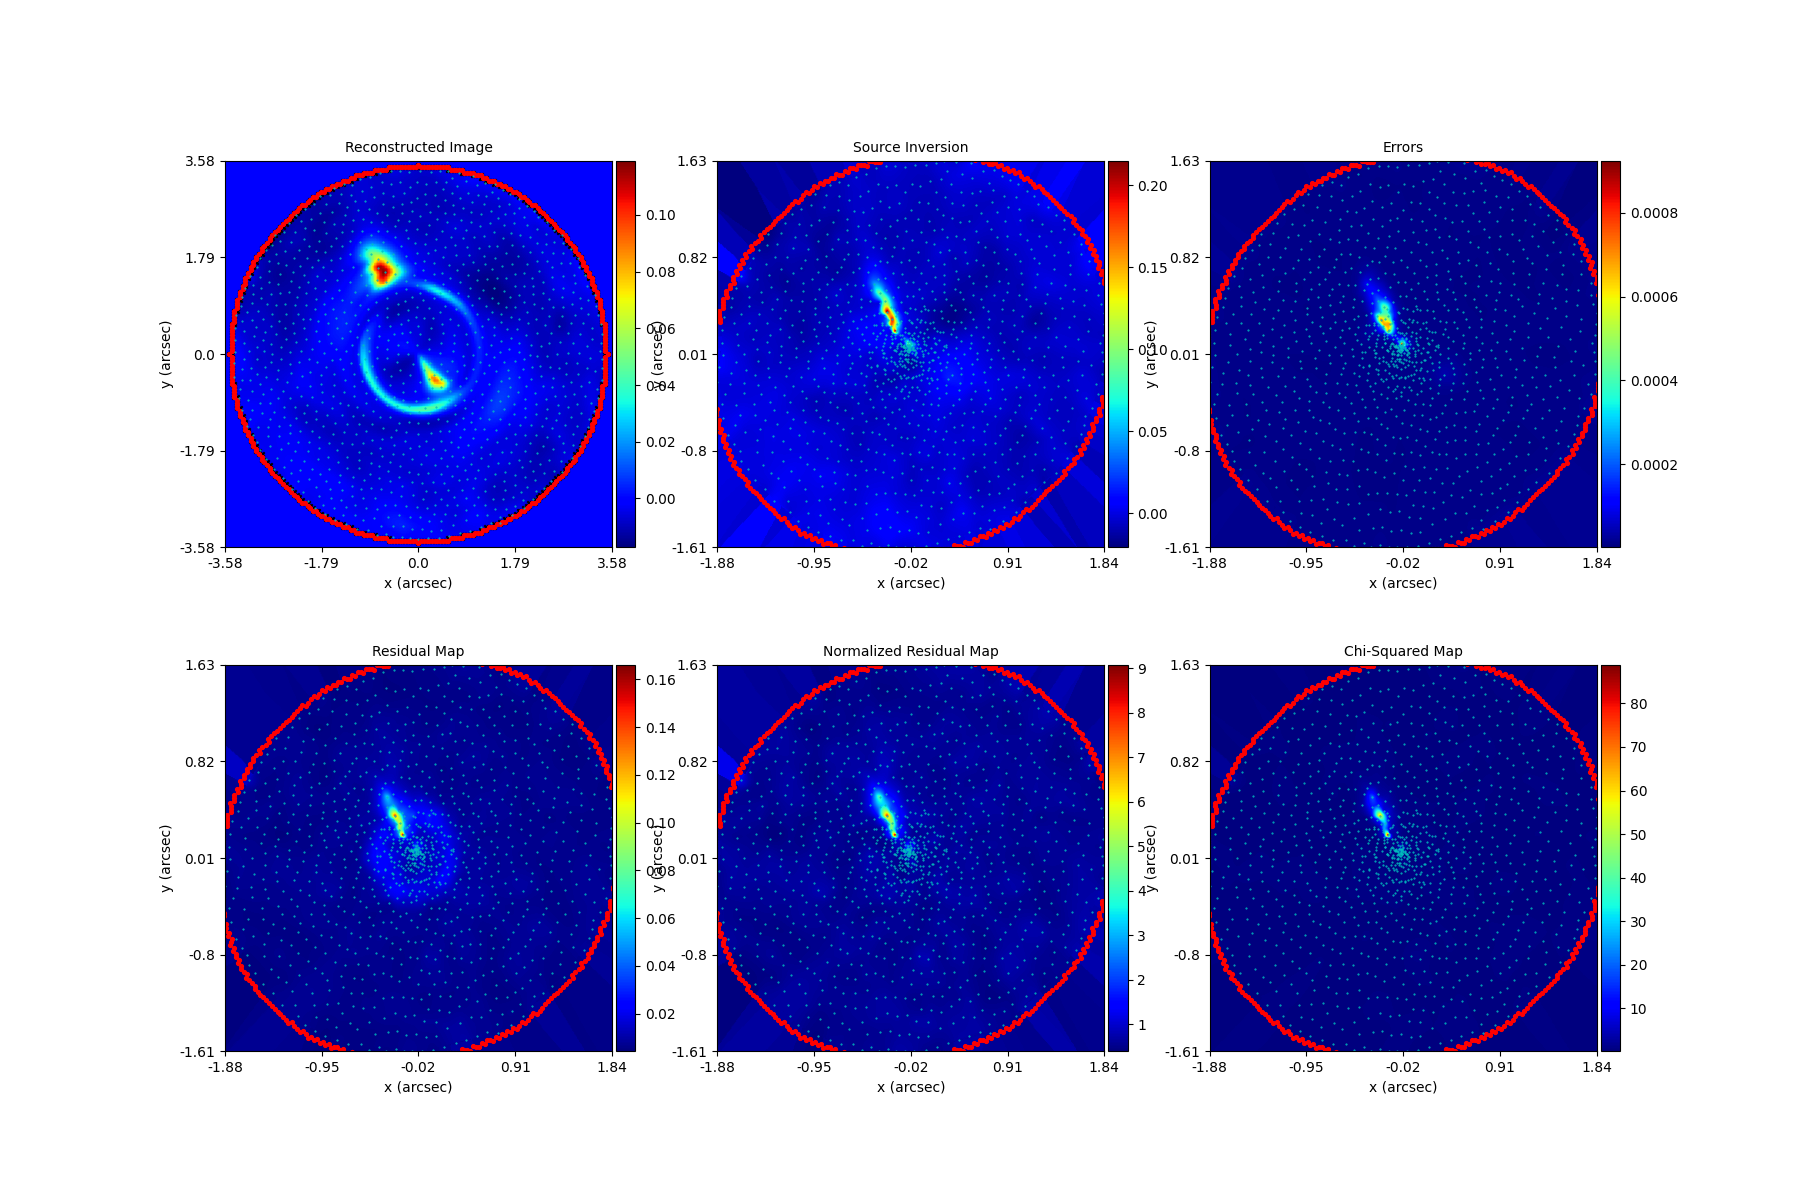 Reconstructed Image
3.58
1.79
0.0
-1.79
-3.58
y (arcsec)
-3.58 -1.79 0.0 1.79 3.58
x (arcsec)
0.10
0.08
0.06
0.04
0.02
0.00
Source Inversion
1.63
0.82
0.01
-0.8
-1.61
y (arcsec)
-1.88 -0.95 -0.02 0.91 1.84
x (arcsec)
0.20
0.15
0.10
0.05
0.00
Errors
1.63
0.82
0.01
-0.8
-1.61
y (arcsec)
-1.88 -0.95 -0.02 0.91 1.84
x (arcsec)
0.0008
0.0006
0.0004
0.0002
Residual Map
1.63
0.82
0.01
-0.8
-1.61
y (arcsec)
-1.88 -0.95 -0.02 0.91 1.84
x (arcsec)
0.16
0.14
0.12
0.10
0.08
0.06
0.04
0.02
Normalized Residual Map
1.63
0.82
0.01
-0.8
-1.61
y (arcsec)
-1.88 -0.95 -0.02 0.91 1.84
x (arcsec)
9
8
7
6
5
4
3
2
1
Chi-Squared Map
1.63
0.82
0.01
-0.8
-1.61
y (arcsec)
-1.88 -0.95 -0.02 0.91 1.84
x (arcsec)
80
70
60
50
40
30
20
10